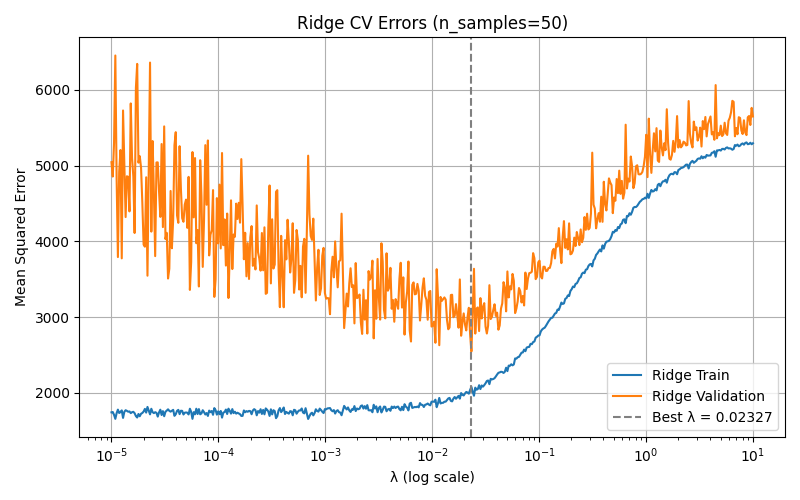 Ridge CV Errors (n_samples=50)
Mean Squared Error
6000
5000
4000
3000
2000
10⁻⁵
10⁻⁴
10⁻³
10⁻²
10⁻¹
10⁰
10¹
λ (log scale)
Ridge Train
Ridge Validation
Best λ = 0.02327